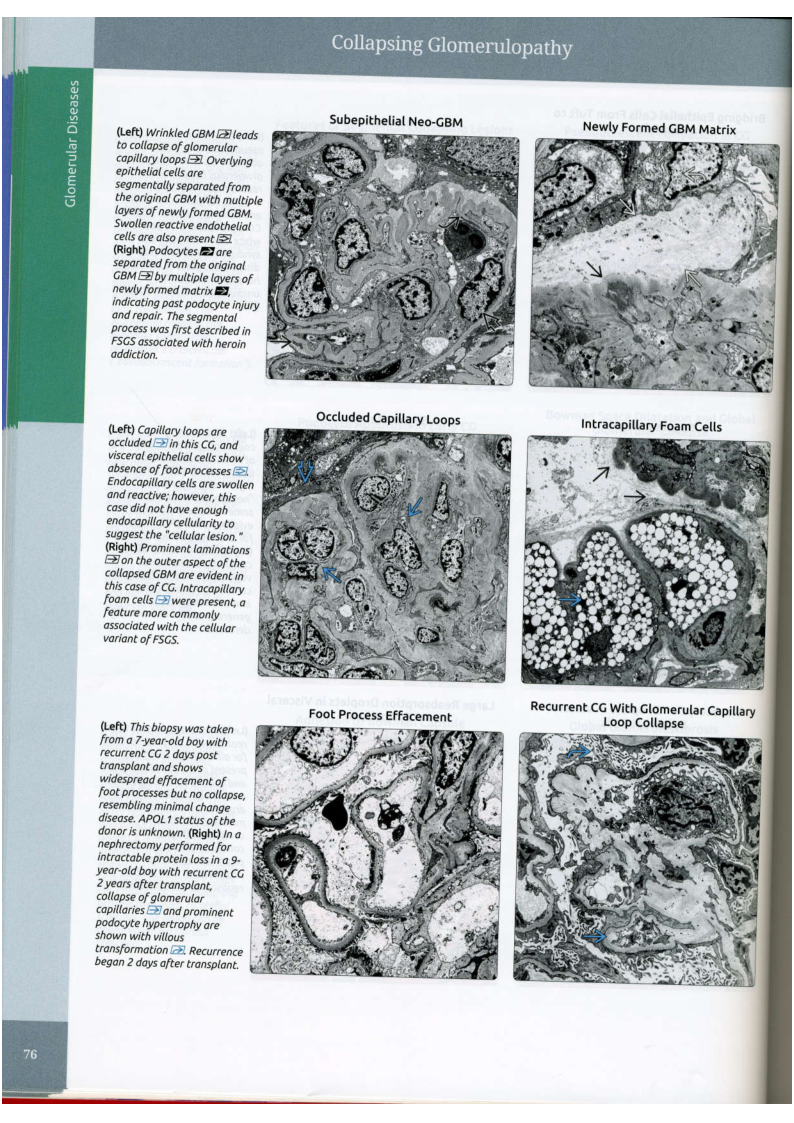 Collapsing Glomerulopathy
Glomerular Diseases
(Left) Wrinkled GBM leads
to collapse of glomerular
capillary loops. Overlying
epithelial cells are
segmentally separated from
the original GBM with multiple
layers of newly formed GBM.
Swollen reactive endothelial
cells are also present.
(Right) Podocytes are
separated from the original
GBM by multiple layers of
newly formed matrix,
indicating past podocyte injury
and repair. The segmental
process was first described in
FSGS associated with heroin
addiction.
Subepithelial Neo-GBM
Newly Formed GBM Matrix
(Left) Capillary loops are
occluded in this CG, and
visceral epithelial cells show
absence of foot processes.
Endocapillary cells are swollen
and reactive; however, this
case did not have enough
endocapillary cellularity to
suggest the "cellular lesion."
(Right) Prominent laminations
on the outer aspect of the
collapsed GBM are evident in
this case of CG. Intracapillary
foam cells were present, a
feature more commonly
associated with the cellular
variant of FSGS.
Occluded Capillary Loops
Intracapillary Foam Cells
(Left) This biopsy was taken
from a 7-year-old boy with
recurrent CG 2 days post
transplant and shows
widespread effacement of
foot processes but no collapse,
resembling minimal change
disease. APOL1 status of the
donor is unknown. (Right) In a
nephrectomy performed for
intractable protein loss in a 9-
year-old boy with recurrent CG
2 years after transplant,
collapse of glomerular
capillaries and prominent
podocyte hypertrophy are
shown with villous
transformation. Recurrence
began 2 days after transplant.
Foot Process Effacement
Recurrent CG With Glomerular Capillary
Loop Collapse
76